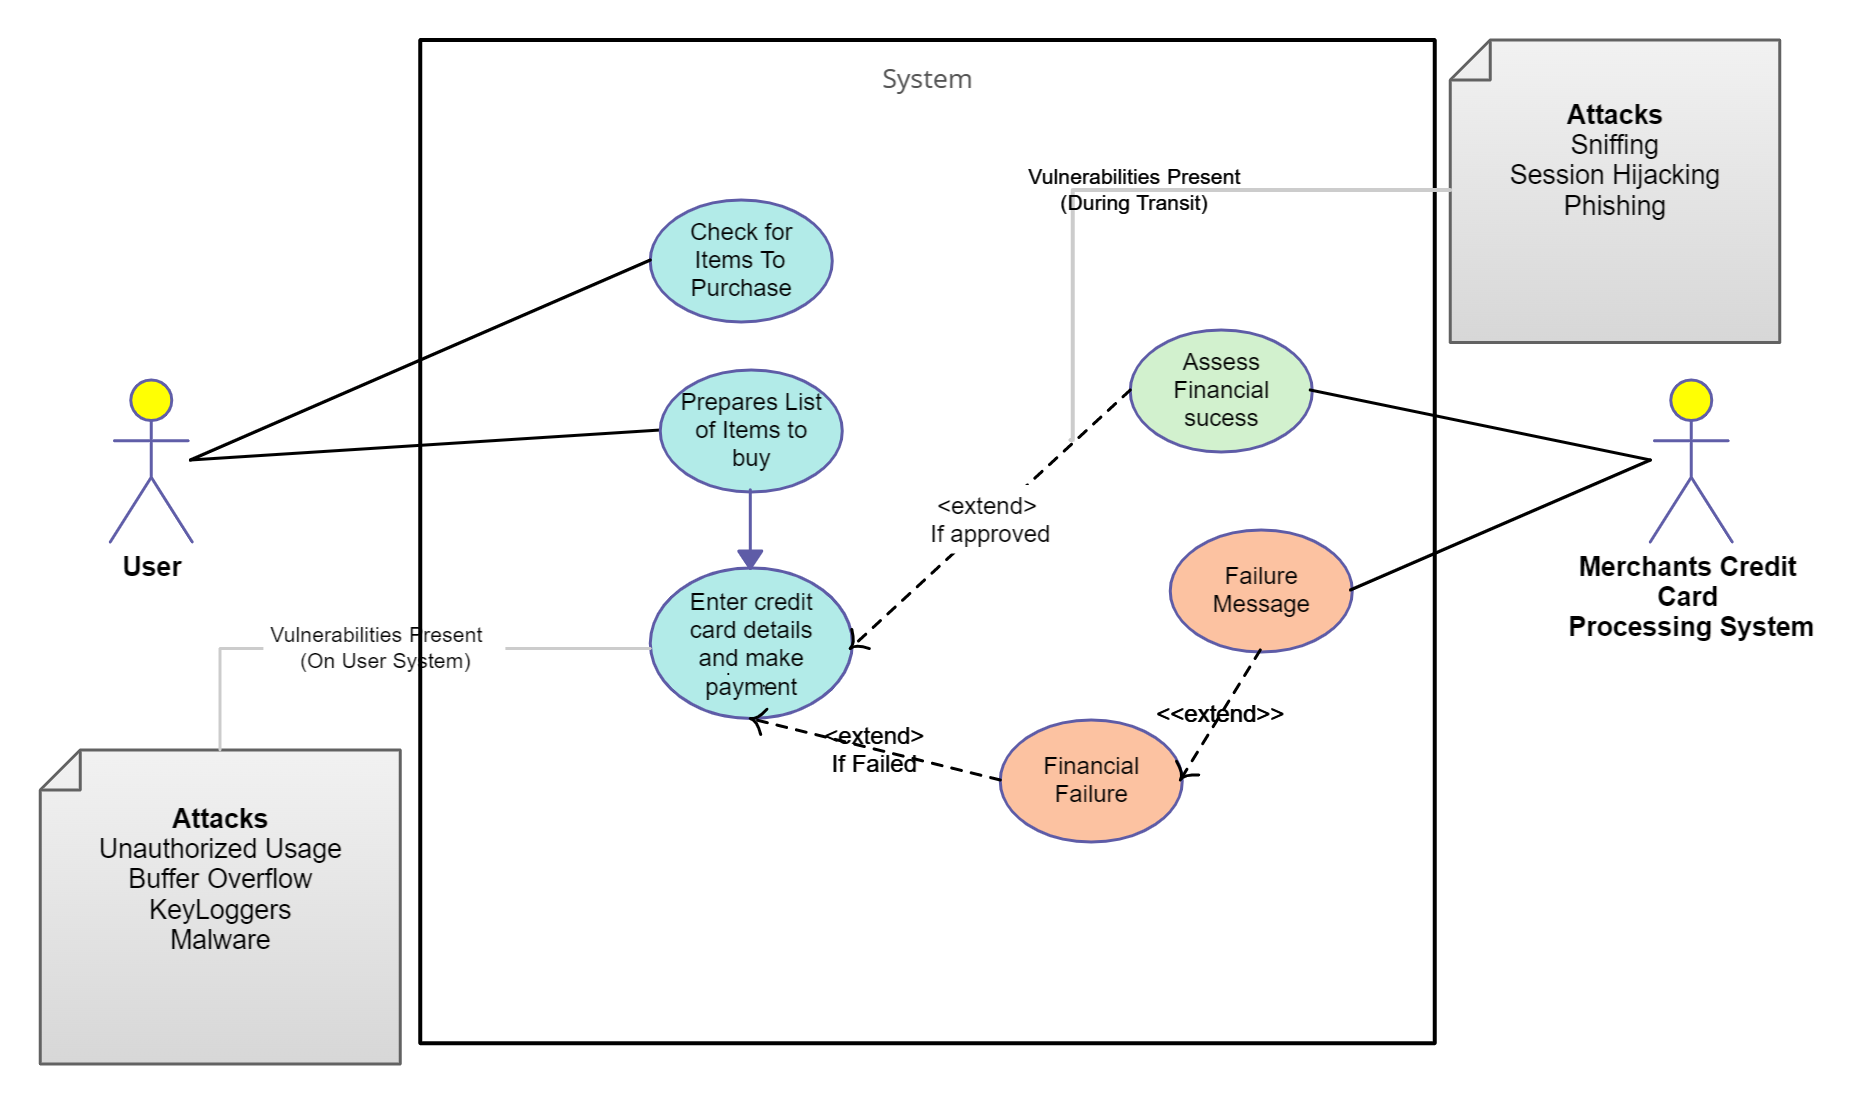 System
Attacks
Sniffing
Session Hijacking
Phishing
Vulnerabilities Present
(During Transit)
Check for
Items To
Purchase
Assess
Financial
sucess
Prepares List
of Items to
buy
<extend>
If approved
User
Merchants Credit
Card
Processing System
Failure
Message
Enter credit
card details
and make
payment
Vulnerabilities Present
(On User System)
<<extend>>
<extend>
If Failed
Financial
Failure
Attacks
Unauthorized Usage
Buffer Overflow
KeyLoggers
Malware